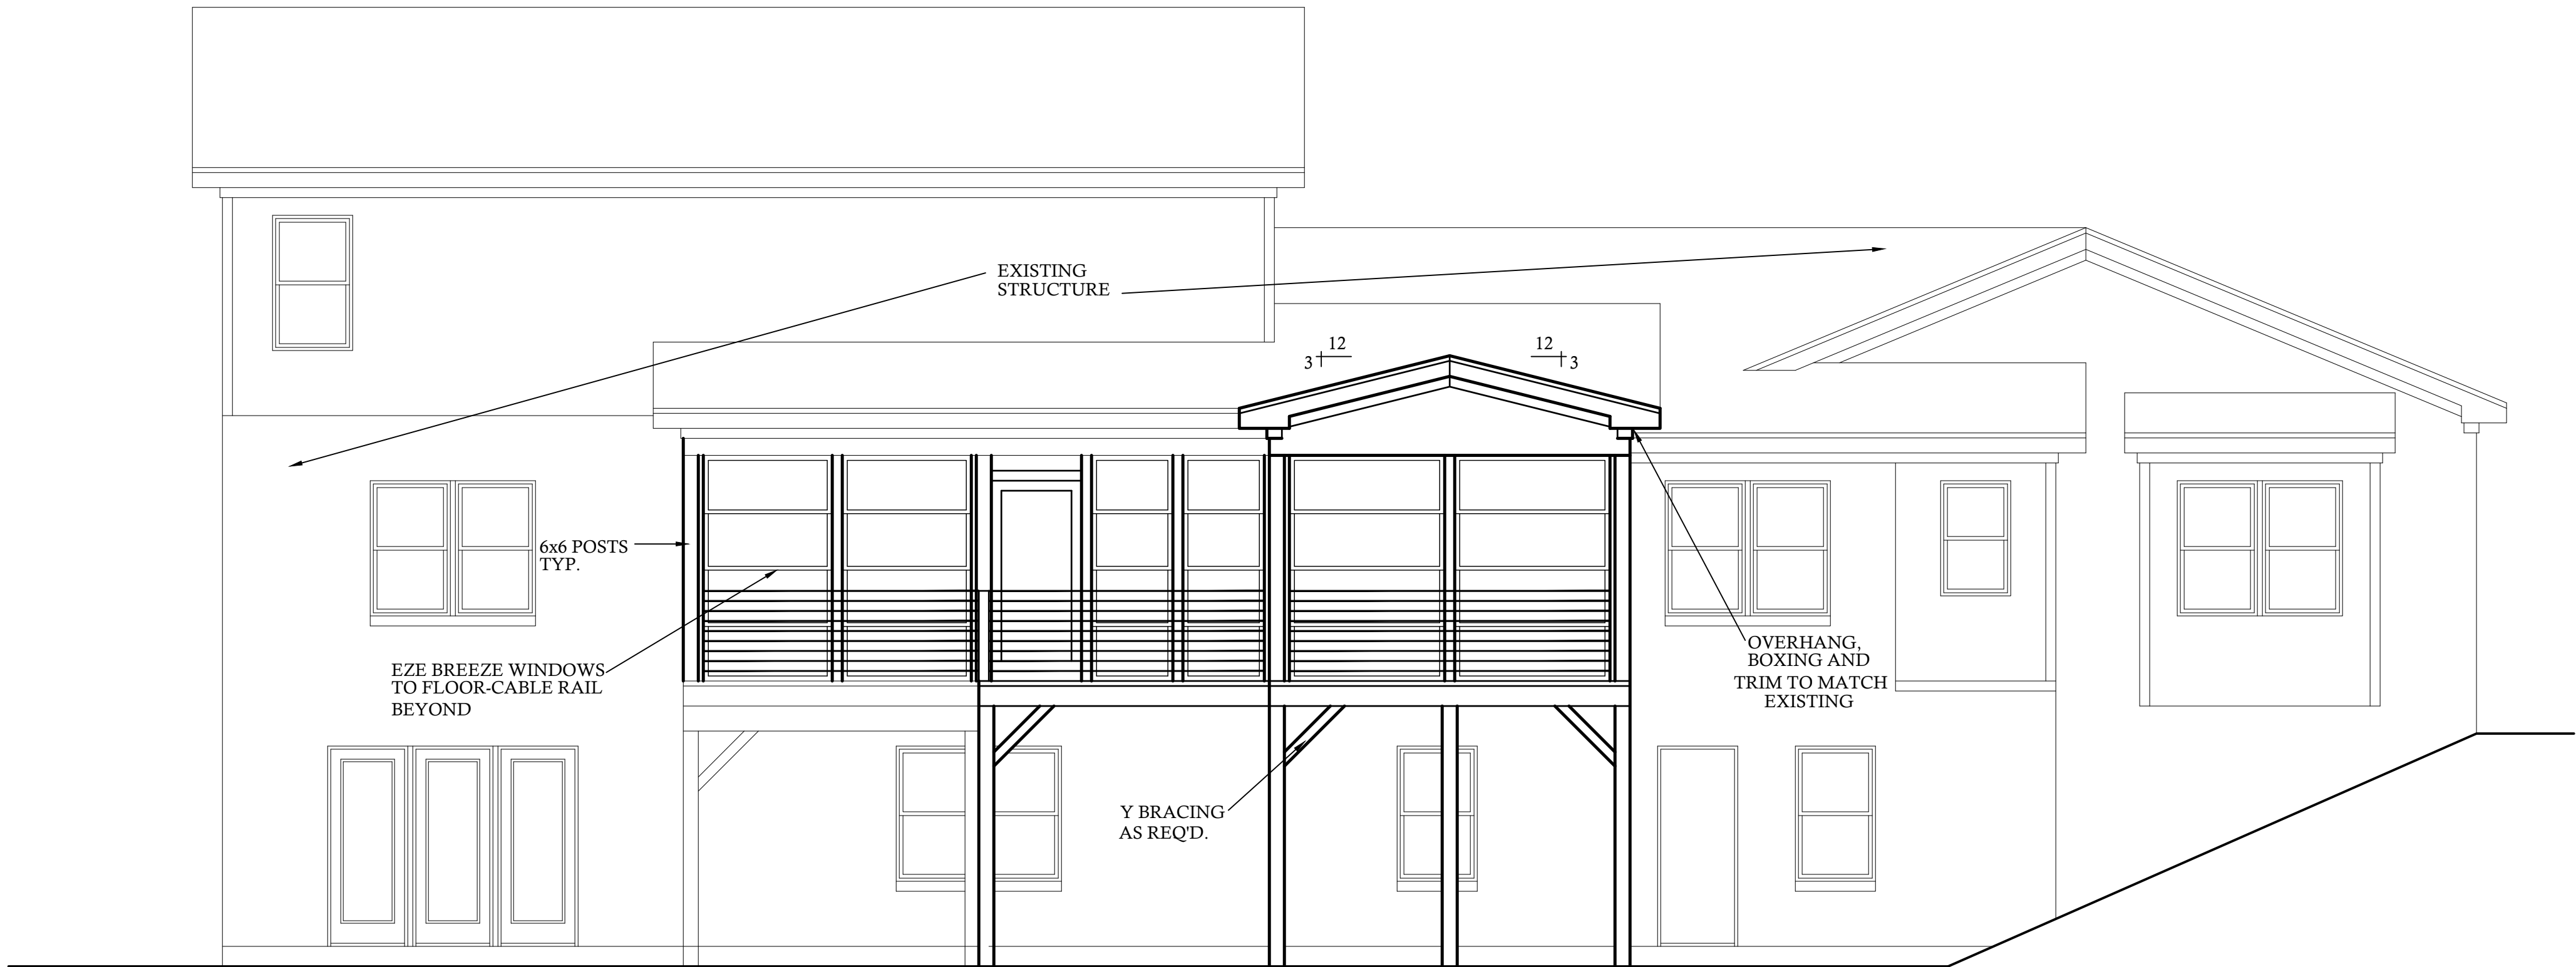 EXISTING
STRUCTURE
12
3
12
3
6x6 POSTS
TYP.
EZE BREEZE WINDOWS
TO FLOOR-CABLE RAIL
BEYOND
OVERHANG,
BOXING AND
TRIM TO MATCH
EXISTING
Y BRACING
AS REQ'D.